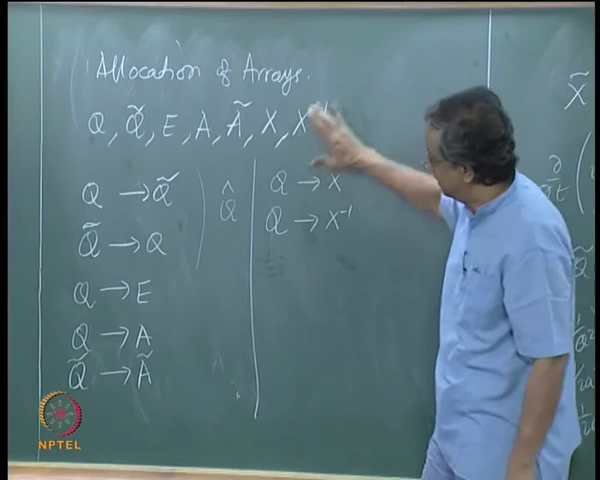 Allocation of Arrays.
Q, Q̃, E, A, Ã, X, X⁻¹
Q → Q̃
Q̃ → Q
Q → E
Q → A
Q̃ → Ã
Q̂
Q → X
Q → X⁻¹
X̃
∂
∂t
Q̃
NPTEL